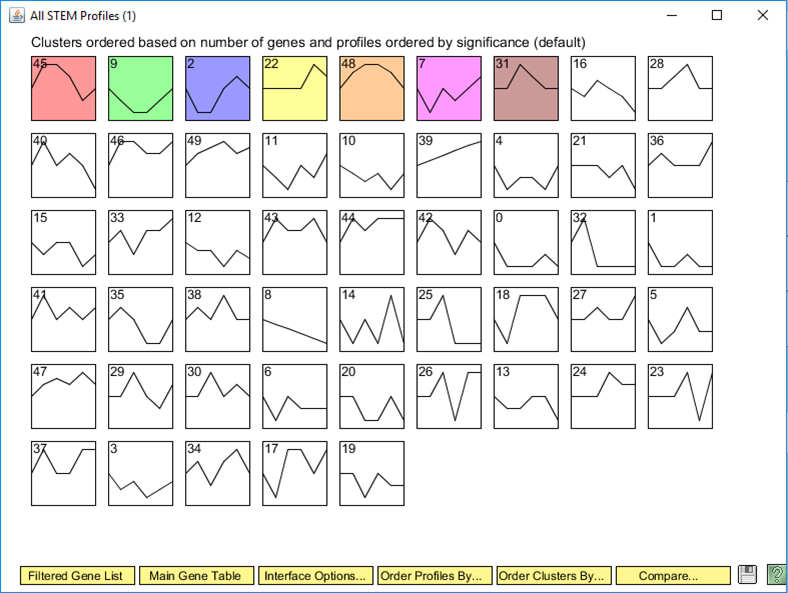 All STEM Profiles (1)
Clusters ordered based on number of genes and profiles ordered by significance (default)
45 9 2 22 48 7 31 16 28
40 46 49 11 10 39 4 21 36
15 33 12 43 44 42 0 32 1
41 35 38 8 14 25 18 27 5
47 29 30 6 20 26 13 24 23
37 3 34 17 19
Filtered Gene List Main Gene Table Interface Options... Order Profiles By... Order Clusters By... Compare... ?